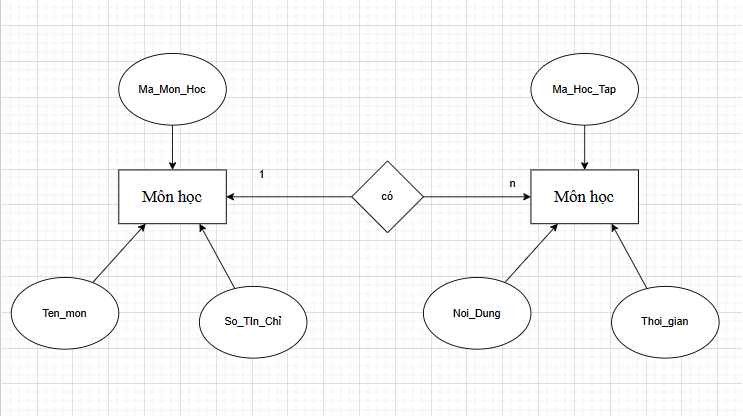 Ma_Mon_Hoc
Ma_Hoc_Tap
1
n
Môn học
có
Môn học
Ten_mon
So_TIn_Chỉ
Noi_Dung
Thoi_gian